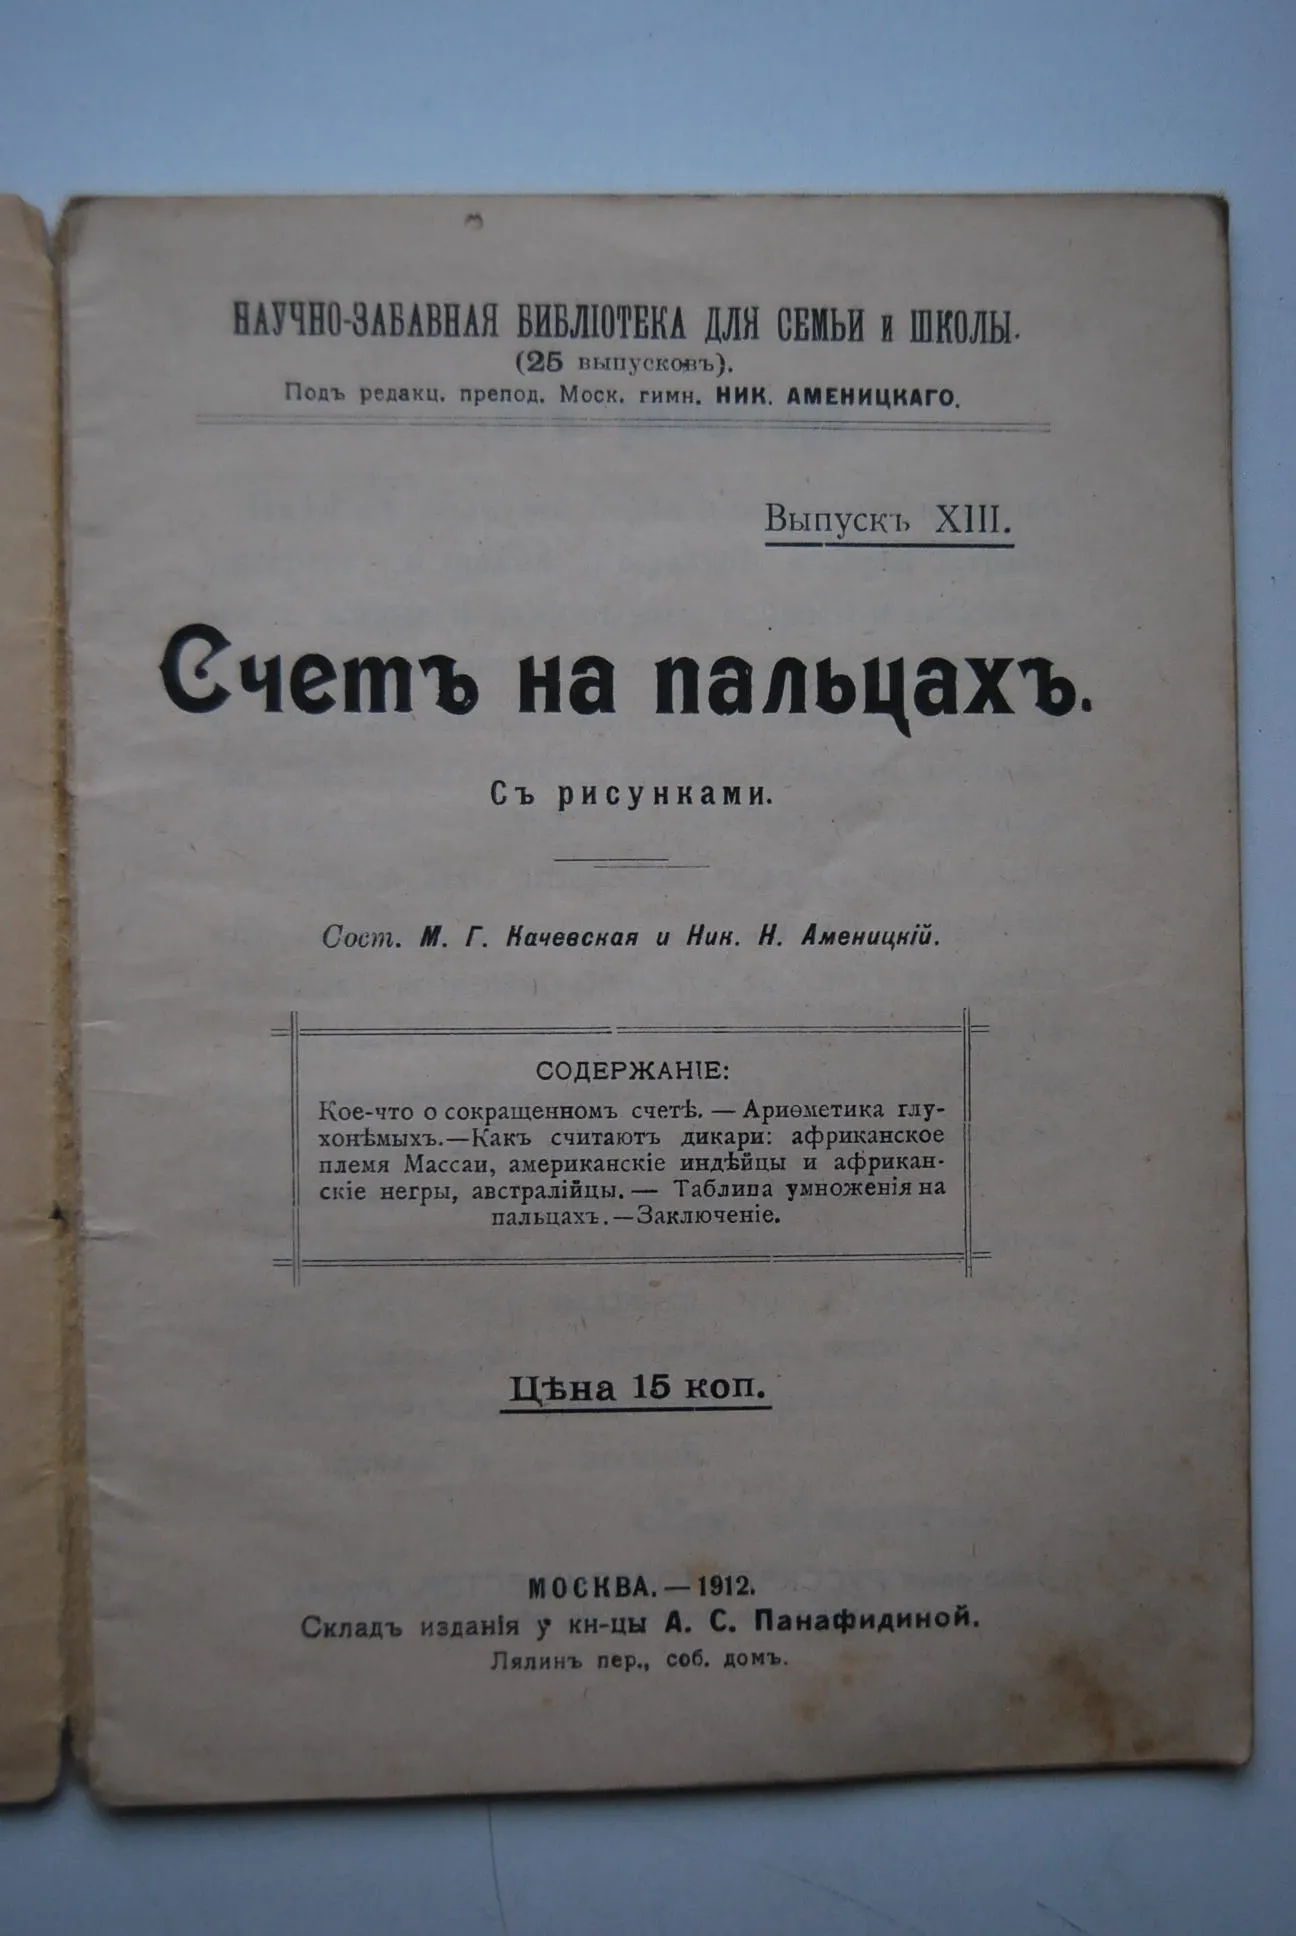 НАУЧНО-ЗАБАВНАЯ БИБЛІОТЕКА ДЛЯ СЕМЬИ и ШКОЛЫ.
(25 выпусковъ).
Подъ редакц. препод. Моск. гимн. НИК. АМЕНИЦКАГО.
Выпускъ XIII.
Счетъ на пальцахъ.
Съ рисунками.
Сост. М. Г. Качевская и Ник. Н. Аменицкій.
СОДЕРЖАНІЕ:
Кое-что о сокращенномъ счетѣ. — Ариѳметика глу-
хонѣмыхъ.—Какъ считаютъ дикари: африканское
племя Массаи, американскіе индѣйцы и африкан-
скіе негры, австралійцы. — Таблица умноженія на
пальцахъ.—Заключеніе.
Цѣна 15 коп.
МОСКВА.—1912.
Складъ изданія у кн-цы А. С. Панафидиной.
Лялинъ пер., соб. домъ.